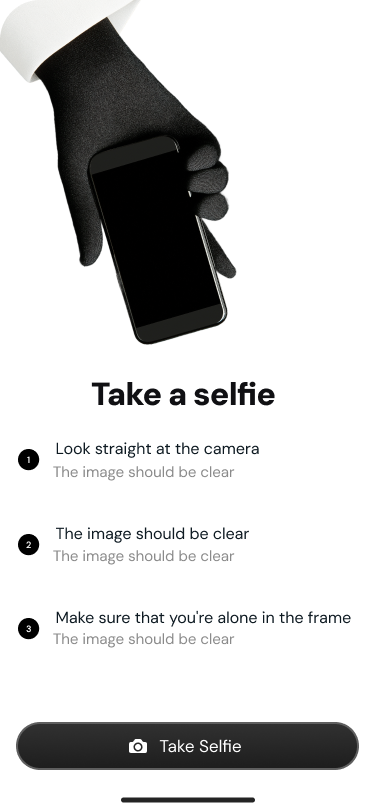 Take a selfie
1
Look straight at the camera
The image should be clear
2
The image should be clear
The image should be clear
3
Make sure that you're alone in the frame
The image should be clear
Take Selfie